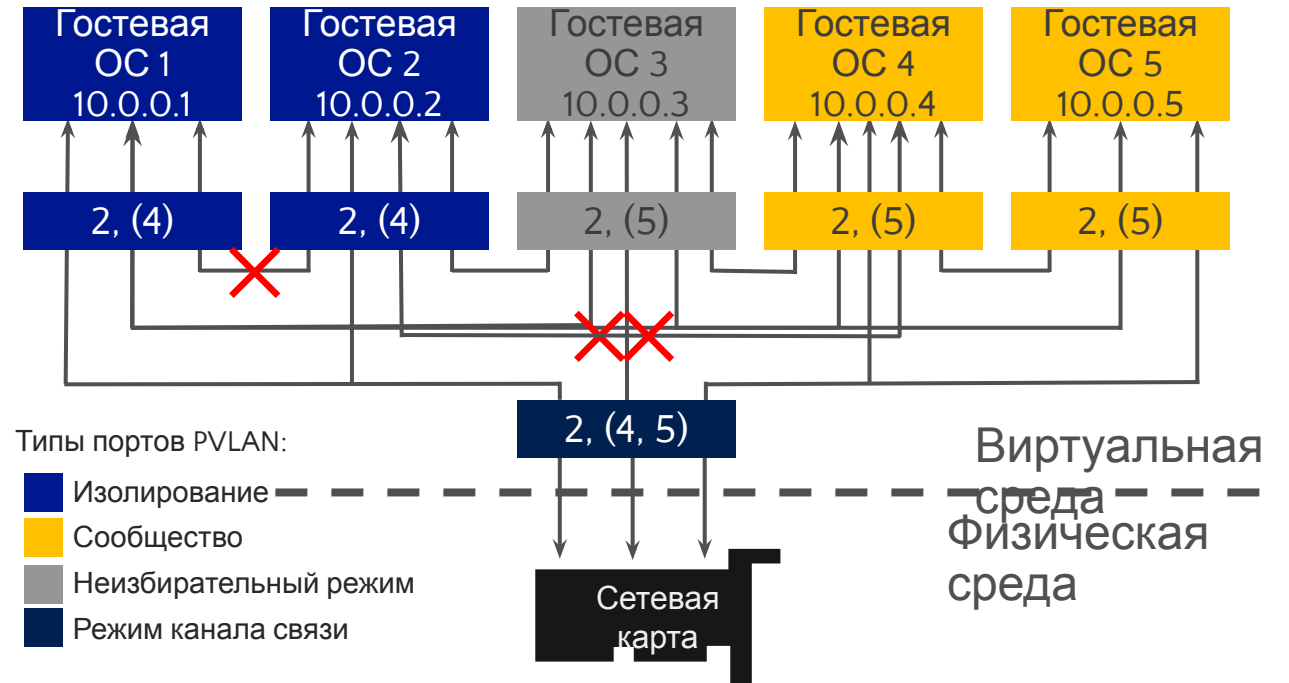 Гостевая
ОС 1
10.0.0.1
Гостевая
ОС 2
10.0.0.2
Гостевая
ОС 3
10.0.0.3
Гостевая
ОС 4
10.0.0.4
Гостевая
ОС 5
10.0.0.5
2, (4)
2, (4)
2, (5)
2, (5)
2, (5)
2, (4, 5)
Типы портов PVLAN:
Изолирование
Сообщество
Неизбирательный режим
Режим канала связи
Виртуальная
среда
Физическая
среда
Сетевая
карта